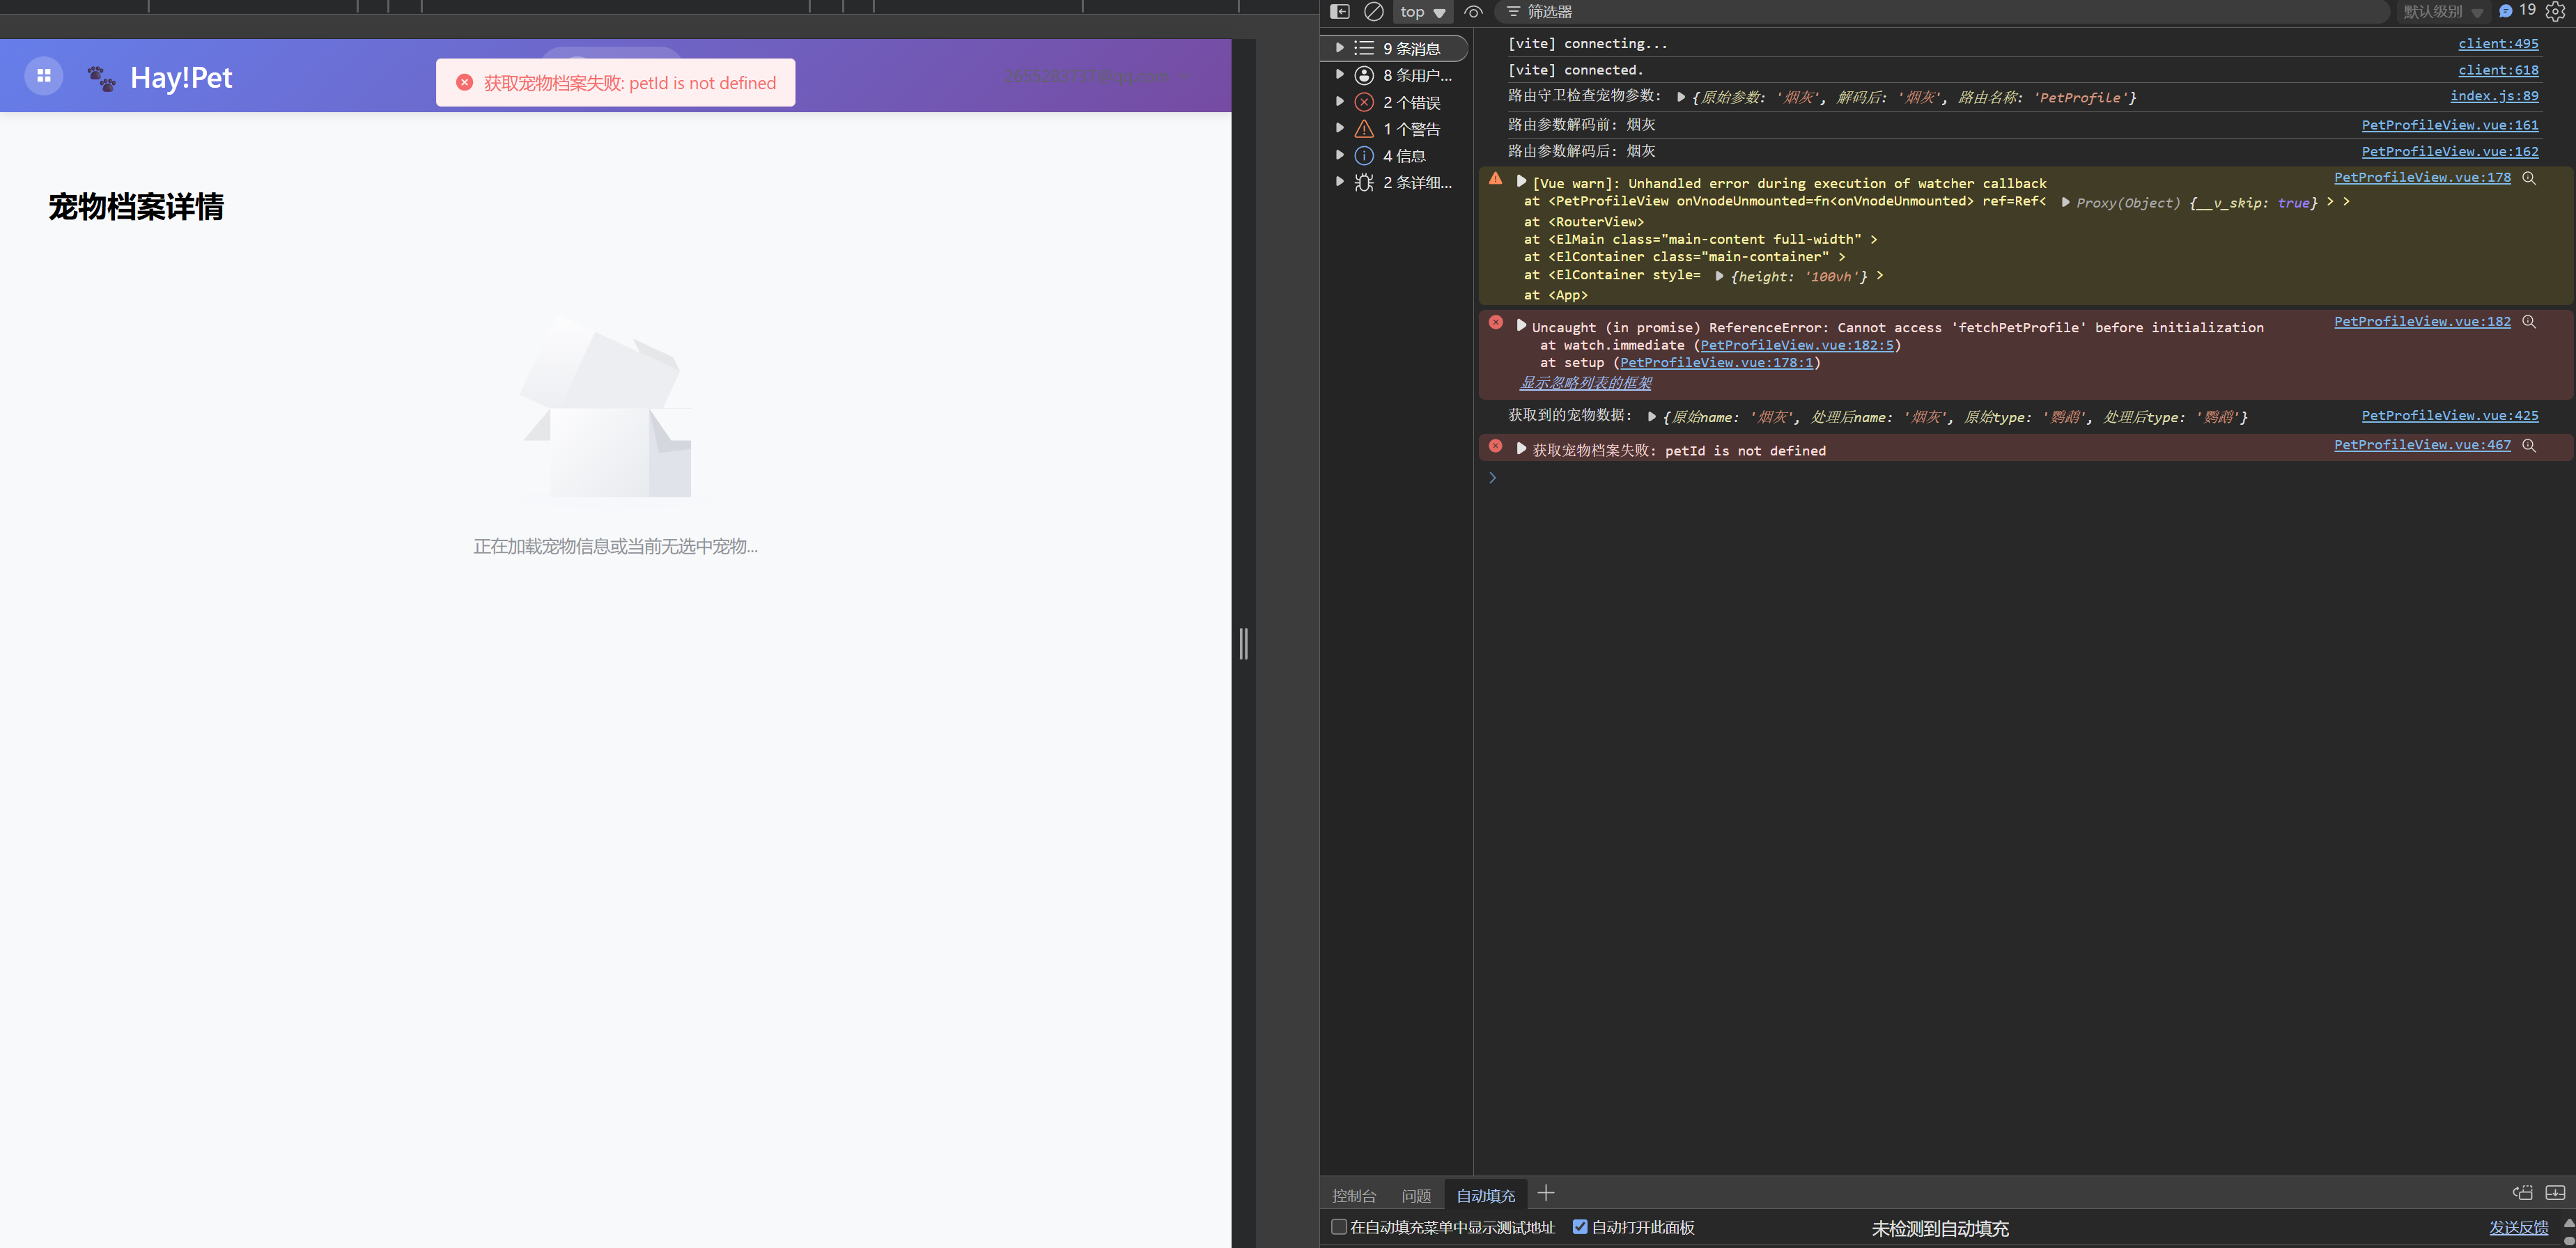 Hay!Pet
获取宠物档案失败: petId is not defined
2655283737@qq.com
宠物档案详情
正在加载宠物信息或当前无选中宠物...
top
筛选器
默认级别
19
9 条消息
8 条用户...
2 个错误
1 个警告
4 信息
2 条详细...
[vite] connecting... client:495
[vite] connected. client:618
路由守卫检查宠物参数: {原始参数: '烟灰', 解码后: '烟灰', 路由名称: 'PetProfile'} index.js:89
路由参数解码前: 烟灰 PetProfileView.vue:161
路由参数解码后: 烟灰 PetProfileView.vue:162
[Vue warn]: Unhandled error during execution of watcher callback PetProfileView.vue:178
at <PetProfileView onVnodeUnmounted=fn<onVnodeUnmounted> ref=Ref< Proxy(Object) {__v_skip: true} > >
at <RouterView>
at <ElMain class="main-content full-width" >
at <ElContainer class="main-container" >
at <ElContainer style= {height: '100vh'} >
at <App>
Uncaught (in promise) ReferenceError: Cannot access 'fetchPetProfile' before initialization PetProfileView.vue:182
at watch.immediate (PetProfileView.vue:182:5)
at setup (PetProfileView.vue:178:1)
显示忽略列表的框架
获取到的宠物数据: {原始name: '烟灰', 处理后name: '烟灰', 原始type: '鹦鹉', 处理后type: '鹦鹉'} PetProfileView.vue:425
获取宠物档案失败: petId is not defined PetProfileView.vue:467
控制台 问题 自动填充
在自动填充菜单中显示测试地址 自动打开此面板 未检测到自动填充 发送反馈